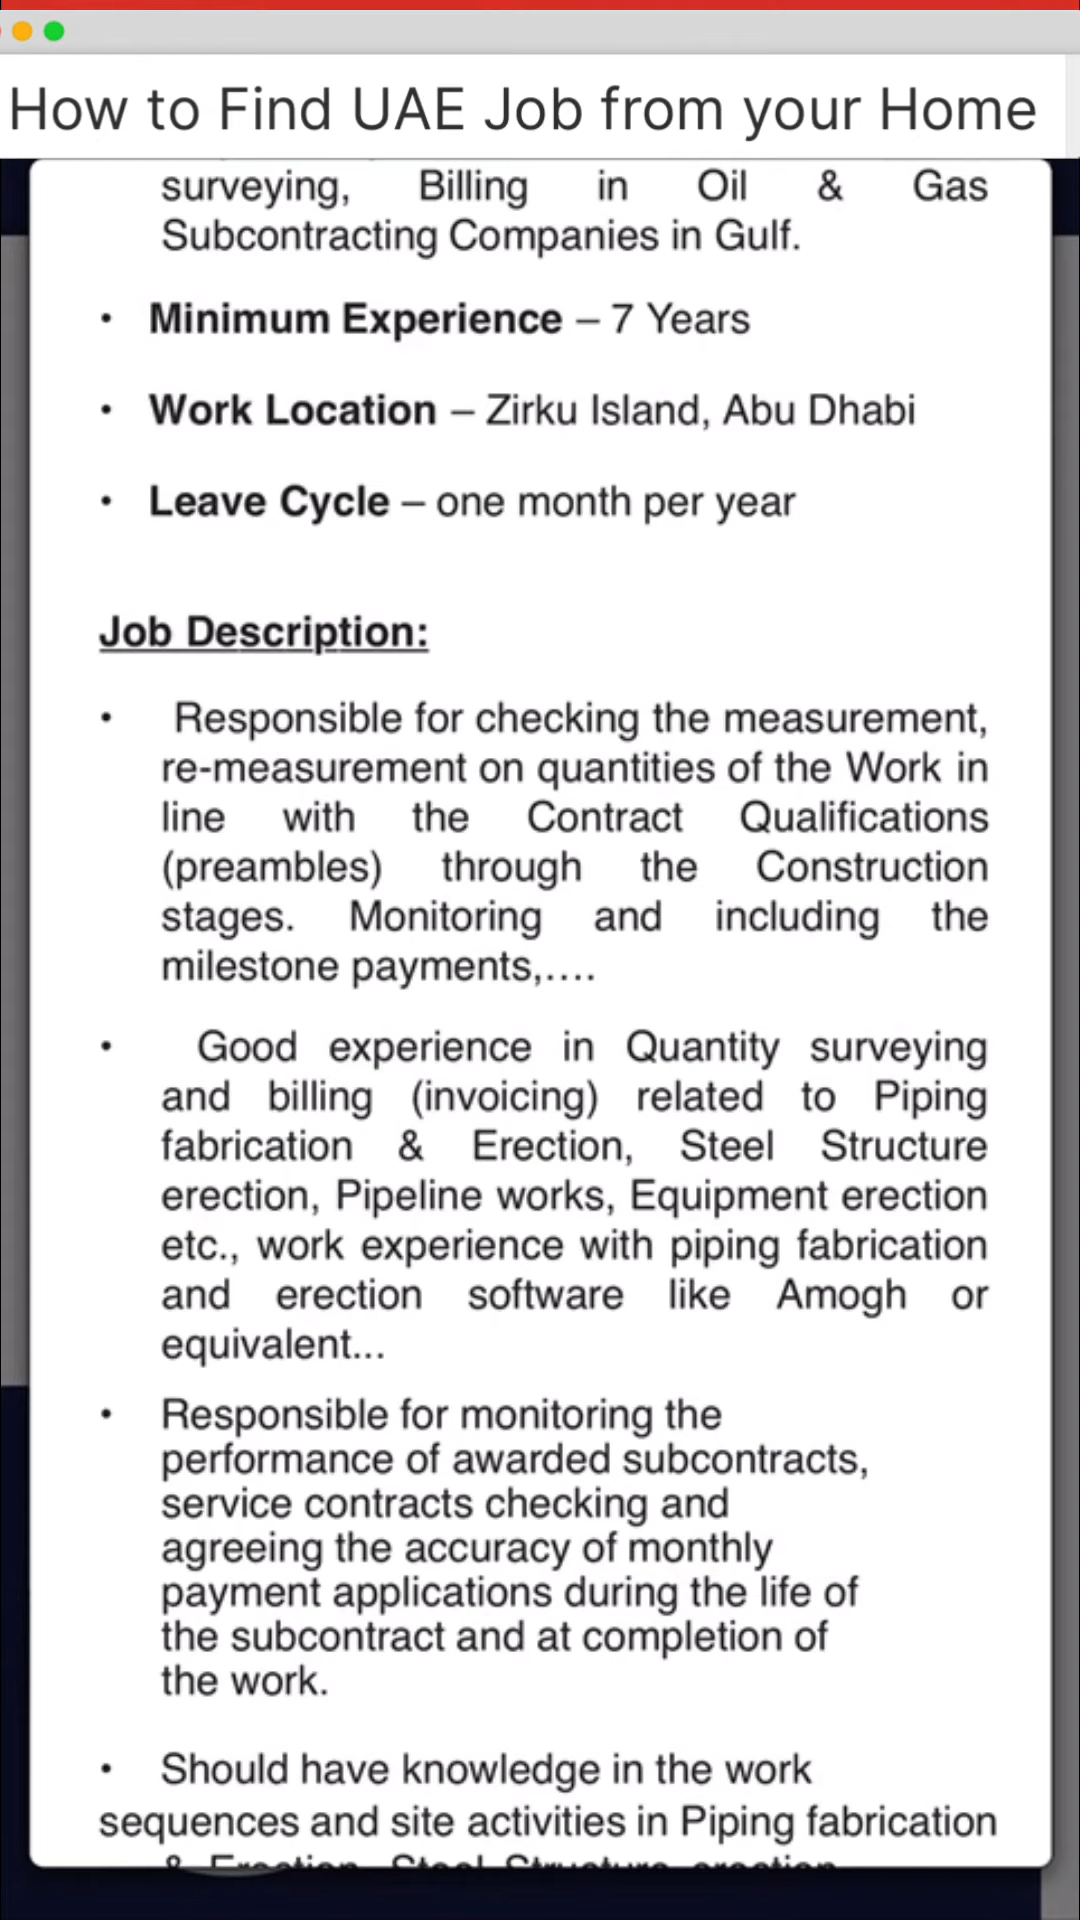 How to Find UAE Job from your Home
surveying, Billing in Oil & Gas
Subcontracting Companies in Gulf.
• Minimum Experience – 7 Years
• Work Location – Zirku Island, Abu Dhabi
• Leave Cycle – one month per year
Job Description:
• Responsible for checking the measurement,
re-measurement on quantities of the Work in
line with the Contract Qualifications
(preambles) through the Construction
stages. Monitoring and including the
milestone payments,....
• Good experience in Quantity surveying
and billing (invoicing) related to Piping
fabrication & Erection, Steel Structure
erection, Pipeline works, Equipment erection
etc., work experience with piping fabrication
and erection software like Amogh or
equivalent...
• Responsible for monitoring the
performance of awarded subcontracts,
service contracts checking and
agreeing the accuracy of monthly
payment applications during the life of
the subcontract and at completion of
the work.
• Should have knowledge in the work
sequences and site activities in Piping fabrication
& Erection, Steel Structure erection